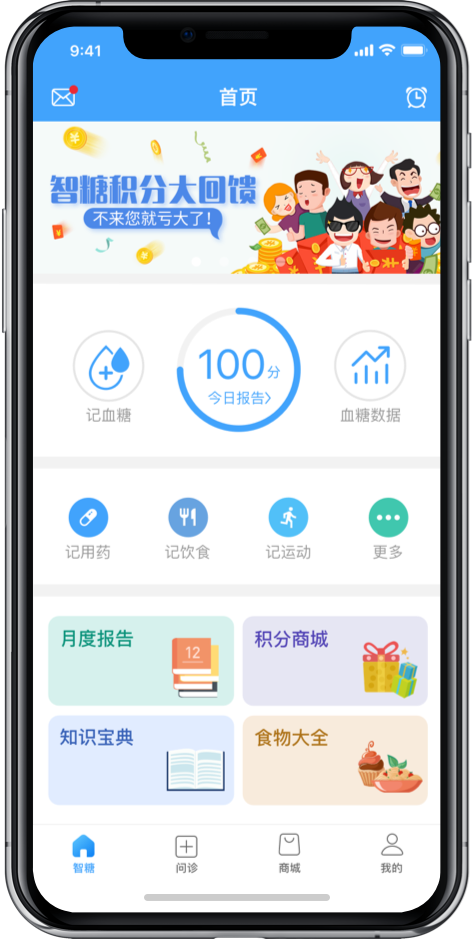 9:41
首页
智糖积分大回馈
不来您就亏大了!
记血糖
100分
今日报告>
血糖数据
记用药
记饮食
记运动
更多
月度报告
12
积分商城
知识宝典
食物大全
智糖
问诊
商城
我的